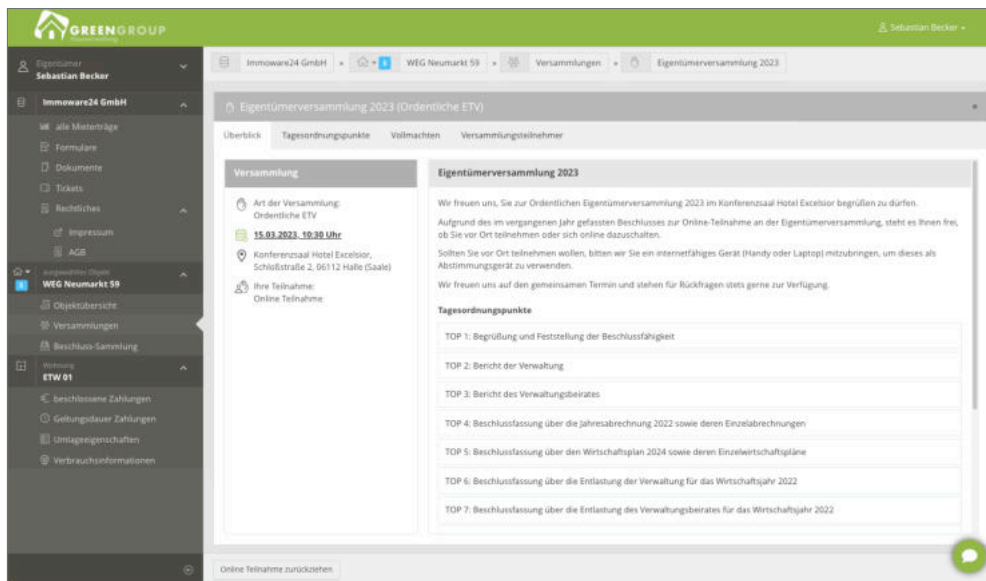 GREENGROUP
Sebastian Becker
Eigentümer
Sebastian Becker
Immoware24 GmbH
WEG Neumarkt 59
Versammlungen
Eigentümerversammlung 2023
Immoware24 GmbH
alle Mieterträge
Formulare
Dokumente
Tickets
Rechtliches
Impressum
AGB
ausgewähltes Objekt
WEG Neumarkt 59
Objektübersicht
Versammlungen
Beschluss-Sammlung
Wohnung
ETW 01
beschlossene Zahlungen
Geltungsdauer Zahlungen
Umlageeigenschaften
Verbrauchsinformationen
Eigentümerversammlung 2023 (Ordentliche ETV)
Überblick Tagesordnungspunkte Vollmachten Versammlungsteilnehmer
Versammlung
Art der Versammlung:
Ordentliche ETV
15.03.2023, 10:30 Uhr
Konferenzsaal Hotel Excelsior,
Schloßstraße 2, 06112 Halle (Saale)
Ihre Teilnahme:
Online Teilnahme
Eigentümerversammlung 2023
Wir freuen uns, Sie zur Ordentlichen Eigentümerversammlung 2023 im Konferenzsaal Hotel Excelsior begrüßen zu dürfen.
Aufgrund des im vergangenen Jahr gefassten Beschlusses zur Online-Teilnahme an der Eigentümerversammlung, steht es Ihnen frei,
ob Sie vor Ort teilnehmen oder sich online dazuschalten.
Sollten Sie vor Ort teilnehmen wollen, bitten wir Sie ein internetfähiges Gerät (Handy oder Laptop) mitzubringen, um dieses als
Abstimmungsgerät zu verwenden.
Wir freuen uns auf den gemeinsamen Termin und stehen für Rückfragen stets gerne zur Verfügung.
Tagesordnungspunkte
TOP 1: Begrüßung und Feststellung der Beschlussfähigkeit
TOP 2: Bericht der Verwaltung
TOP 3: Bericht des Verwaltungsbeirates
TOP 4: Beschlussfassung über die Jahresabrechnung 2022 sowie deren Einzelabrechnungen
TOP 5: Beschlussfassung über den Wirtschaftsplan 2024 sowie deren Einzelwirtschaftspläne
TOP 6: Beschlussfassung über die Entlastung der Verwaltung für das Wirtschaftsjahr 2022
TOP 7: Beschlussfassung über die Entlastung des Verwaltungsbeirates für das Wirtschaftsjahr 2022
Online Teilnahme zurückziehen